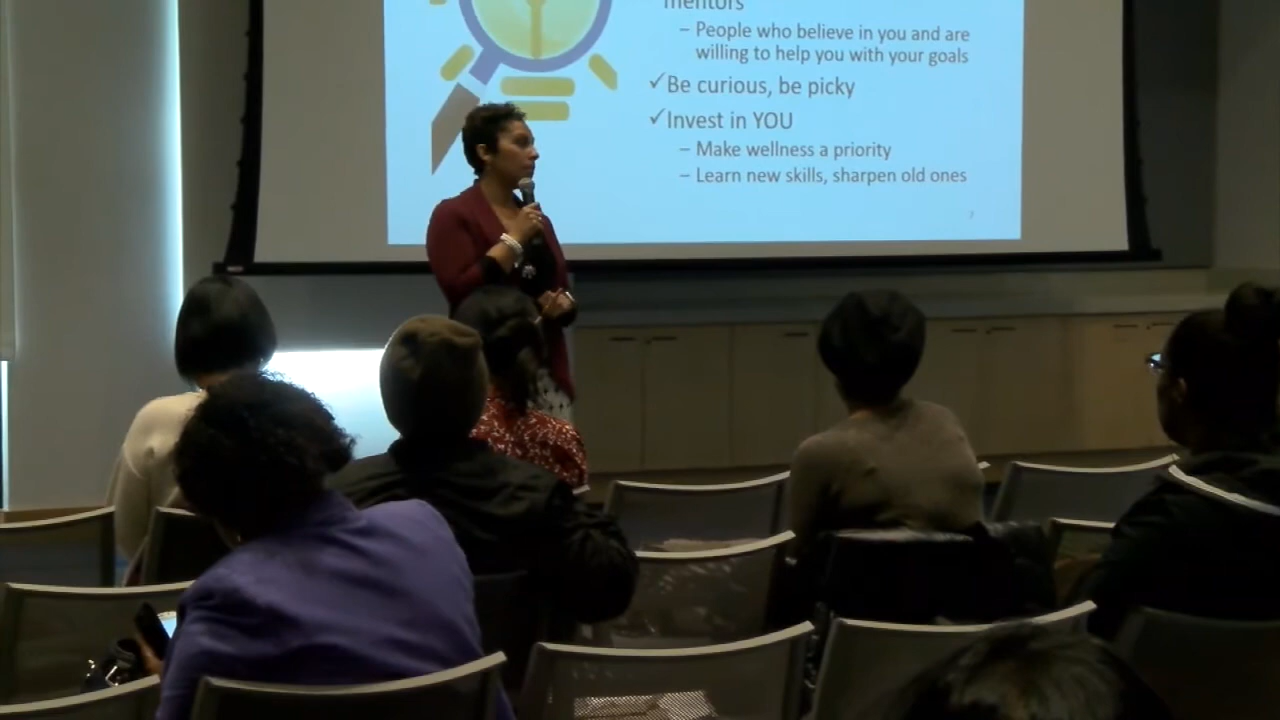 mentors
– People who believe in you and are
willing to help you with your goals
✓Be curious, be picky
✓Invest in YOU
– Make wellness a priority
– Learn new skills, sharpen old ones